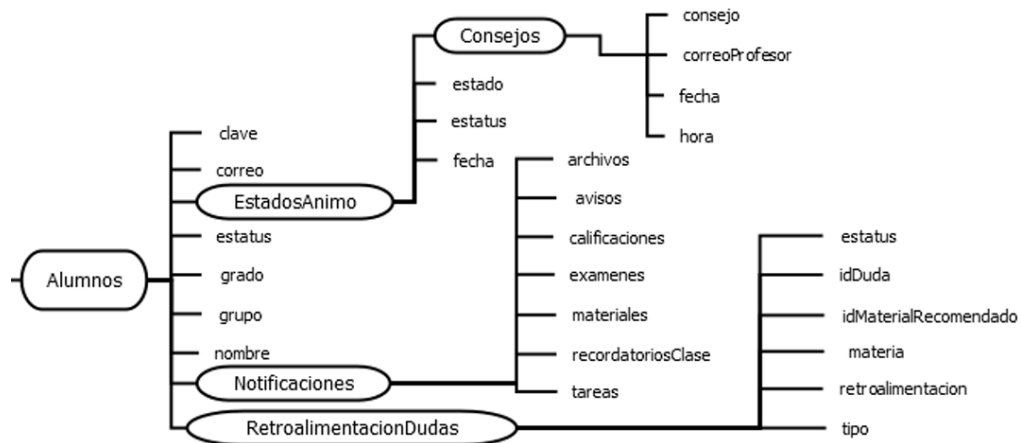 Consejos
consejo
correoProfesor
fecha
hora
estado
estatus
fecha
Alumnos
clave
correo
EstadosAnimo
estatus
grado
grupo
nombre
Notificaciones
RetroalimentacionDudas
archivos
avisos
calificaciones
examenes
materiales
recordatoriosClase
tareas
estatus
idDuda
idMaterialRecomendado
materia
retroalimentacion
tipo